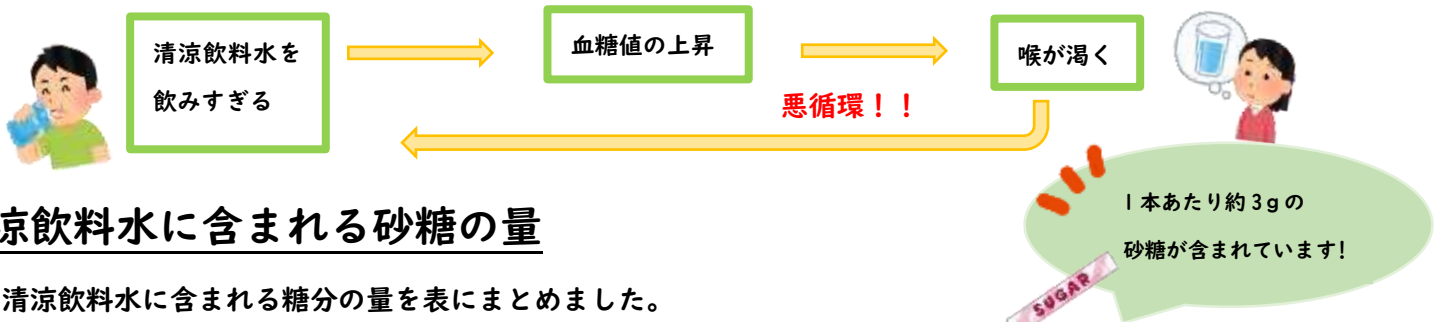 清涼飲料水を
飲みすぎる
血糖値の上昇
喉が渇く
悪循環！！
1本あたり約3gの
砂糖が含まれています!
SUGAR
涼飲料水に含まれる砂糖の量
清涼飲料水に含まれる糖分の量を表にまとめました。